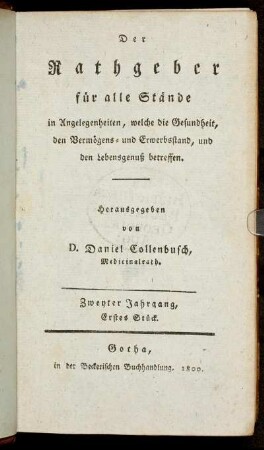 Der
Rathgeber
für alle Stände
in Angelegenheiten, welche die Gesundheit,
den Vermögens- und Erwerbsstand, und
den Lebensgenuß betreffen.
Herausgegeben
von
D. Daniel Collenbusch,
Medicinalrath.
Zweyter Jahrgang,
Erstes Stück.
Gotha,
in der Beckerischen Buchhandlung. 1800.